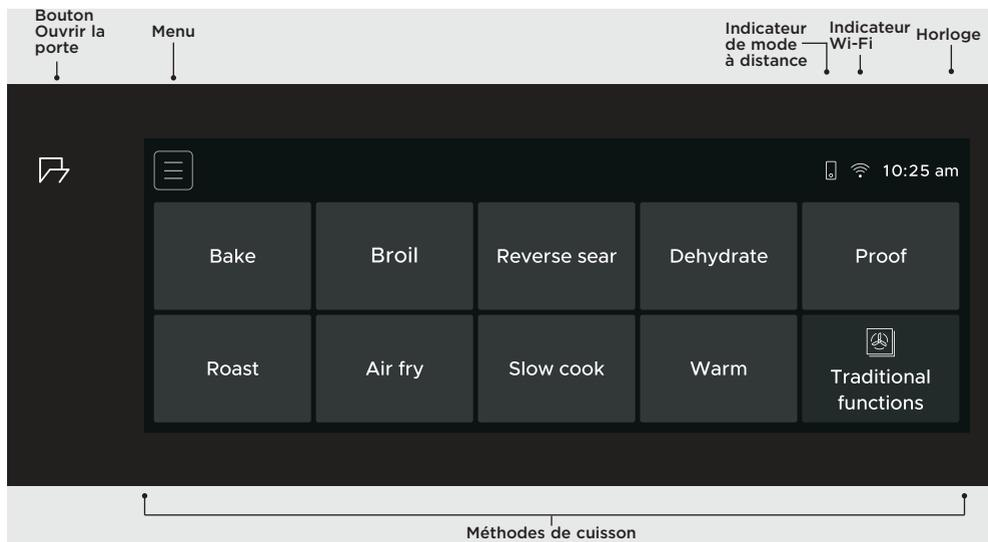 Bouton
Ouvrir la
porte
Menu
Indicateur
de mode
à distance
Indicateur
Wi-Fi
Horloge
10:25 am
Bake
Broil
Reverse sear
Dehydrate
Proof
Roast
Air fry
Slow cook
Warm
Traditional
functions
Méthodes de cuisson